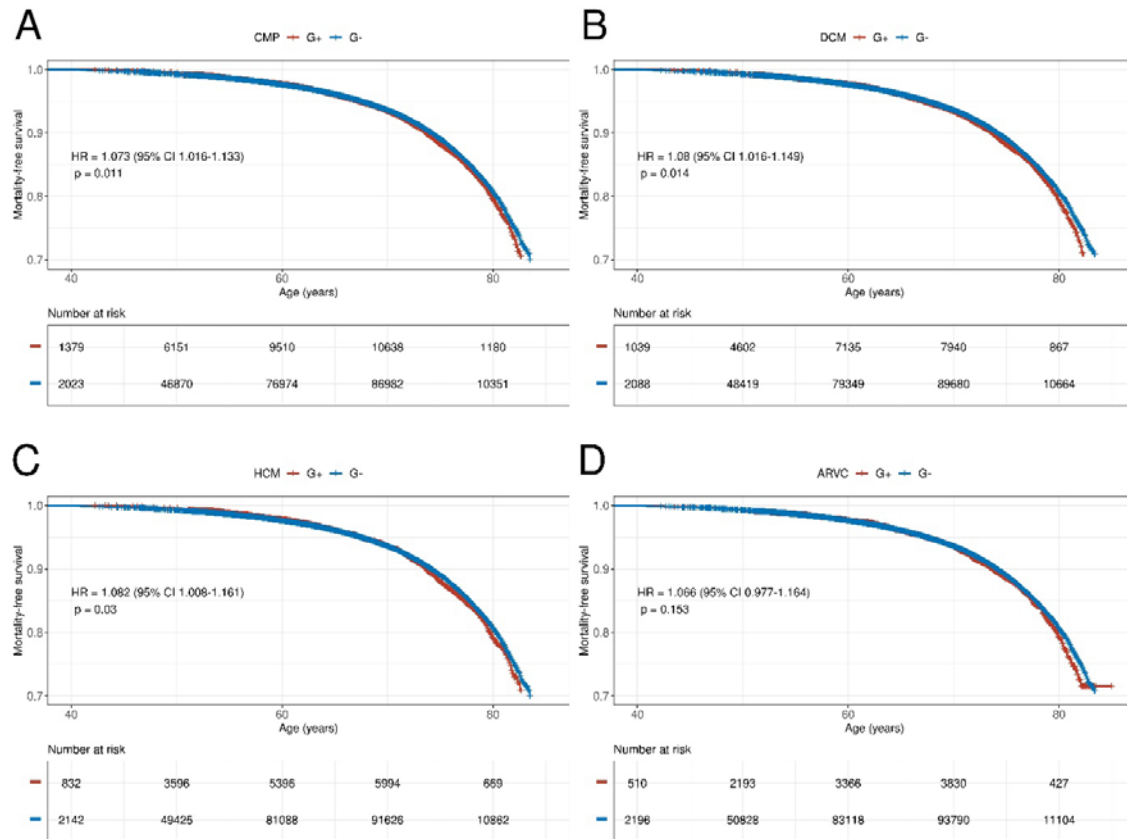 A
CMP G+ G-
Mortality-free survival
1.0
0.9
0.8
0.7
HR = 1.073 (95% CI 1.016-1.133)
p = 0.011
40 60 80
Age (years)
Number at risk
1379 6151 9510 10638 1180
2023 46870 76974 86982 10351
B
DCM G+ G-
Mortality-free survival
1.0
0.9
0.8
0.7
HR = 1.08 (95% CI 1.016-1.149)
p = 0.014
40 60 80
Age (years)
Number at risk
1039 4602 7135 7940 867
2088 48419 79349 89680 10664
C
HCM G+ G-
Mortality-free survival
1.0
0.9
0.8
0.7
HR = 1.082 (95% CI 1.008-1.161)
p = 0.03
40 60 80
Age (years)
Number at risk
832 3596 5396 5994 669
2142 49425 81088 91626 10862
D
ARVC G+ G-
Mortality-free survival
1.0
0.9
0.8
0.7
HR = 1.066 (95% CI 0.977-1.164)
p = 0.153
40 60 80
Age (years)
Number at risk
510 2193 3366 3830 427
2196 50828 83118 93790 11104